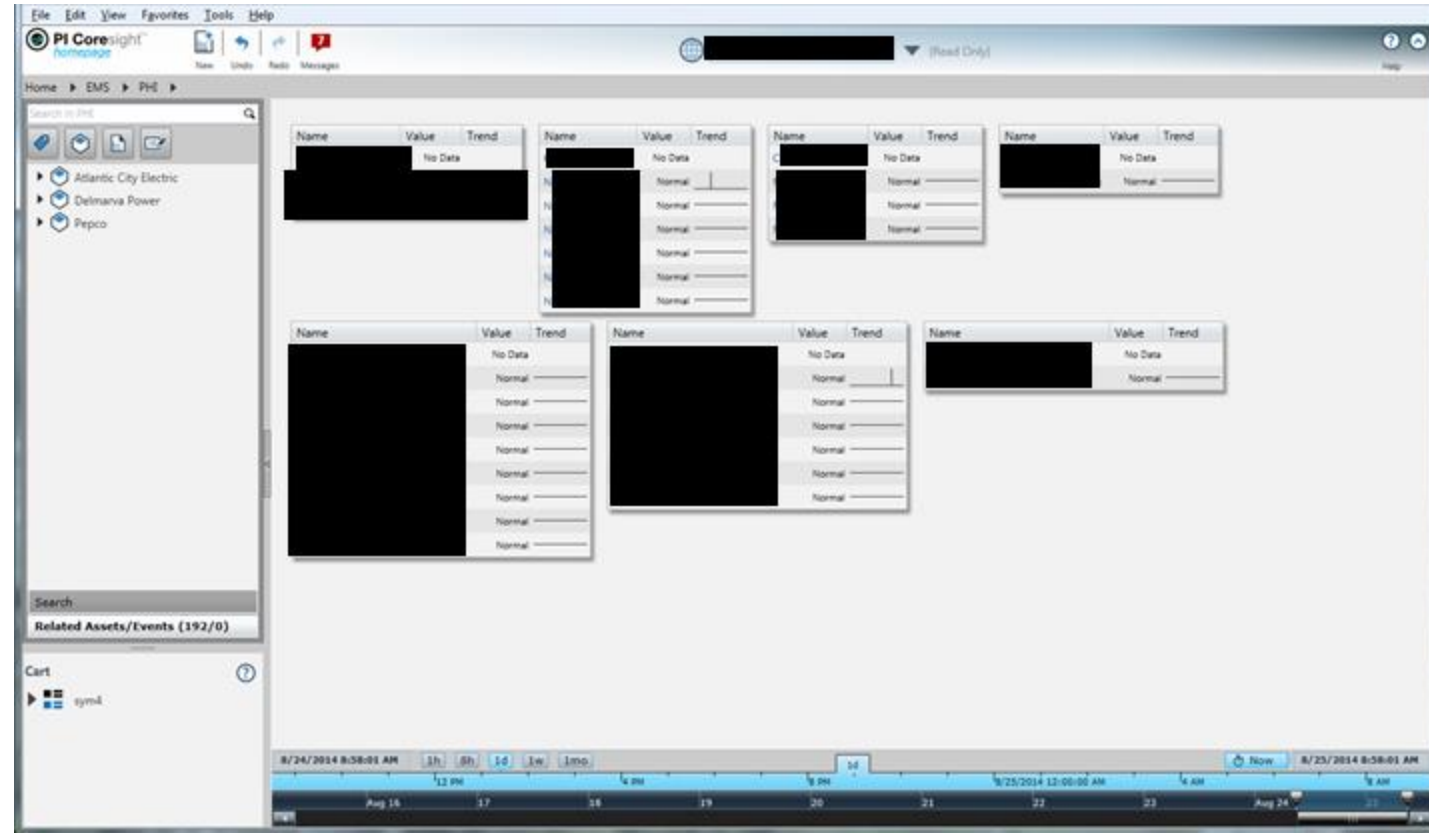 File Edit View Favorites Tools Help
PI Coresight™
homepage
New Undo Redo Messages
(Read Only)
Help
Home EMS PHI
Search in PHI
Atlantic City Electric
Delmarva Power
Pepco
Name Value Trend Name Value Trend Name Value Trend Name Value Trend
No Data No Data No Data No Data
Normal Normal Normal
Normal Normal
Normal Normal
Normal
Normal
Normal
Name Value Trend Name Value Trend Name Value Trend
No Data No Data No Data
Normal Normal Normal
Normal Normal
Normal Normal
Normal Normal
Normal Normal
Normal Normal
Normal
Normal
Search
Related Assets/Events (192/0)
Cart
sym4
8/24/2014 8:58:01 AM 1h 8h 1d 1w 1mo 1d Now 8/25/2014 8:58:01 AM
12 PM 4 PM 8 PM 8/25/2014 12:00:00 AM 4 AM 8 AM
Aug 16 17 18 19 20 21 22 23 Aug 24